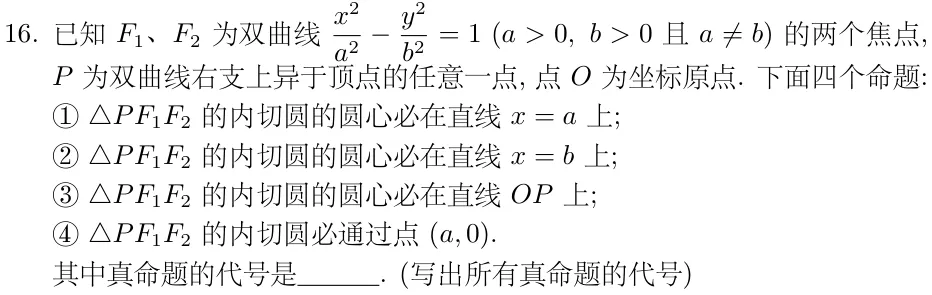 16. 已知 F₁、F₂ 为双曲线 x²/a² − y²/b² = 1 (a > 0, b > 0 且 a ≠ b) 的两个焦点,
P 为双曲线右支上异于顶点的任意一点, 点 O 为坐标原点. 下面四个命题:
① △PF₁F₂ 的内切圆的圆心必在直线 x = a 上;
② △PF₁F₂ 的内切圆的圆心必在直线 x = b 上;
③ △PF₁F₂ 的内切圆的圆心必在直线 OP 上;
④ △PF₁F₂ 的内切圆必通过点 (a, 0).
其中真命题的代号是______. (写出所有真命题的代号)